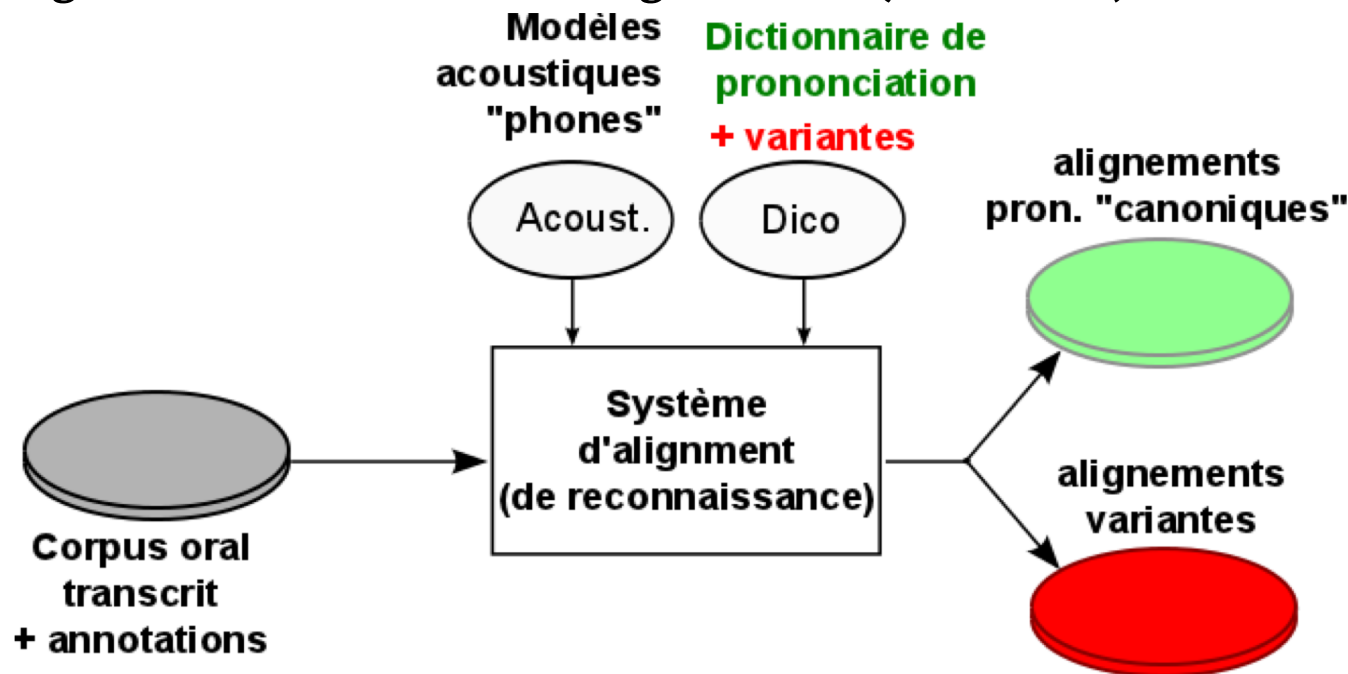 Modèles
acoustiques
"phones"
Dictionnaire de
prononciation
+ variantes
Acoust.
Dico
alignements
pron. "canoniques"
Système
d'alignment
(de reconnaissance)
Corpus oral
transcrit
+ annotations
alignements
variantes